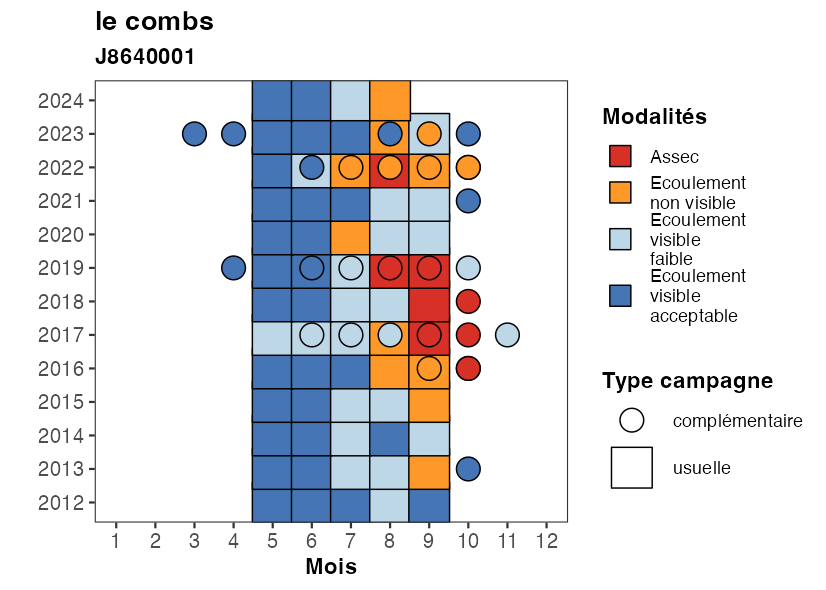 le combs
J8640001
2024
2023
2022
2021
2020
2019
2018
2017
2016
2015
2014
2013
2012
1 2 3 4 5 6 7 8 9 10 11 12
Mois
Modalités
Assec
Ecoulement
non visible
Ecoulement
visible
faible
Ecoulement
visible
acceptable
Type campagne
complémentaire
usuelle